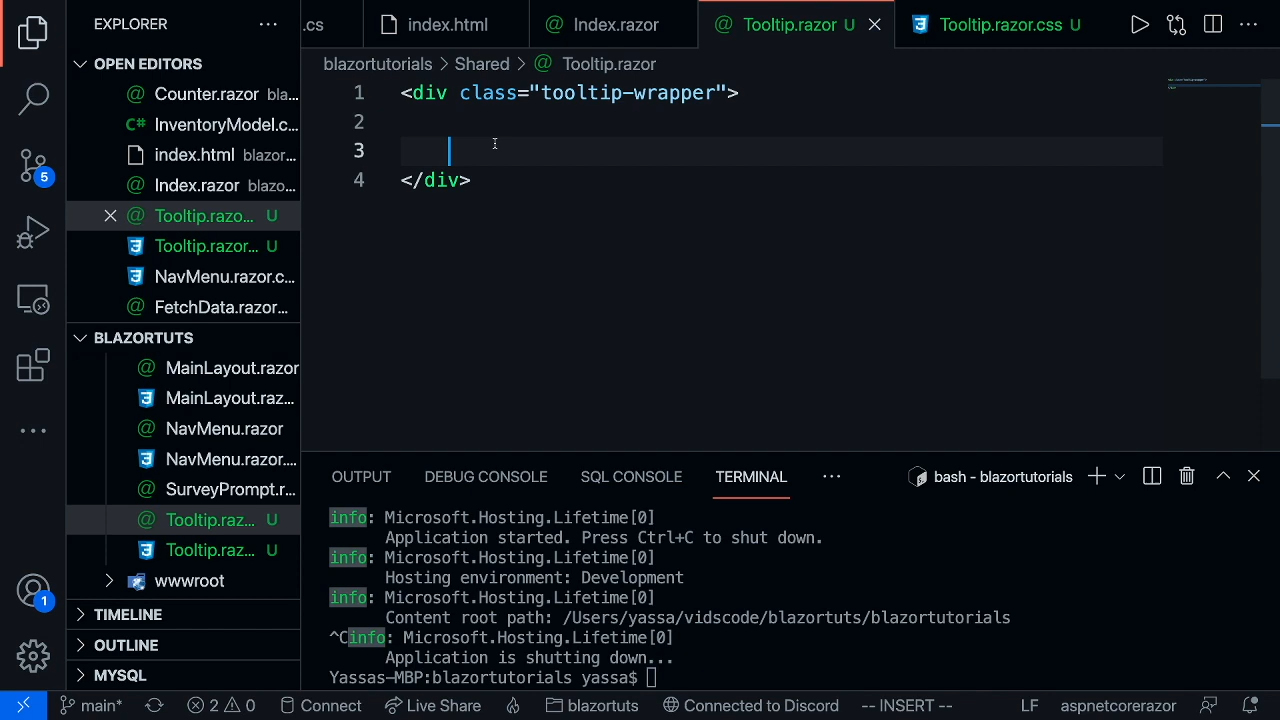 EXPLORER
.cs
index.html
Index.razor
Tooltip.razor U
Tooltip.razor.css U
OPEN EDITORS
Counter.razor bla...
InventoryModel.c...
index.html blazor...
Index.razor blazo...
Tooltip.razo... U
Tooltip.razor... U
NavMenu.razor.c...
FetchData.razor...
BLAZORTUTS
MainLayout.razor
MainLayout.raz...
NavMenu.razor
NavMenu.razor....
SurveyPrompt.r...
Tooltip.raz... U
Tooltip.raz... U
wwwroot
TIMELINE
OUTLINE
MYSQL
5
1
blazortutorials > Shared > Tooltip.razor
1 <div class="tooltip-wrapper">
2
3
4 </div>
OUTPUT DEBUG CONSOLE SQL CONSOLE TERMINAL ... bash - blazortutorials
info: Microsoft.Hosting.Lifetime[0]
Application started. Press Ctrl+C to shut down.
info: Microsoft.Hosting.Lifetime[0]
Hosting environment: Development
info: Microsoft.Hosting.Lifetime[0]
Content root path: /Users/yassa/vidscode/blazortuts/blazortutorials
^Cinfo: Microsoft.Hosting.Lifetime[0]
Application is shutting down...
Yassas-MBP:blazortutorials yassa$
main* 2 0 Connect Live Share blazortuts Connected to Discord -- INSERT -- LF aspnetcorerazor